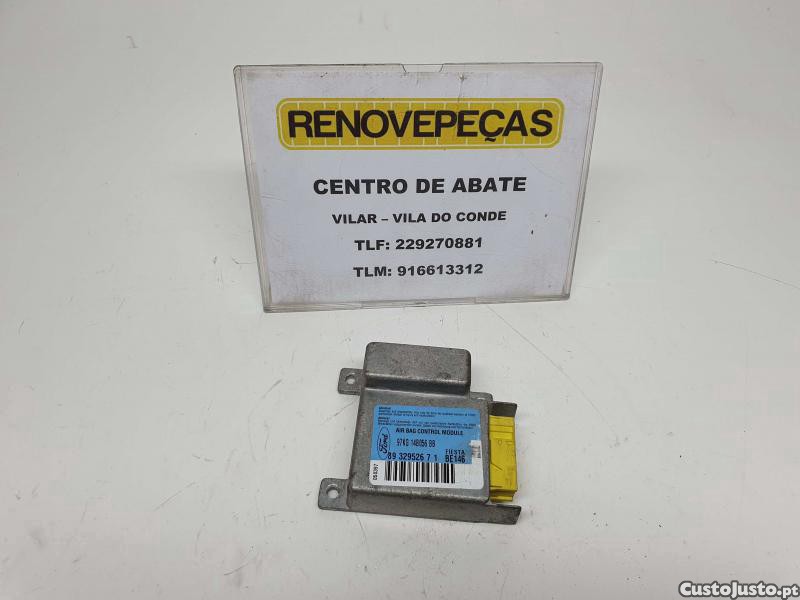 RENOVEPEÇAS
CENTRO DE ABATE
VILAR – VILA DO CONDE
TLF: 229270881
TLM: 916613312
AIR BAG CONTROL MODULE
Ford
97KG 14B056 BB
FIESTA
89 329526 7 1
BE146
CustoJusto.pt